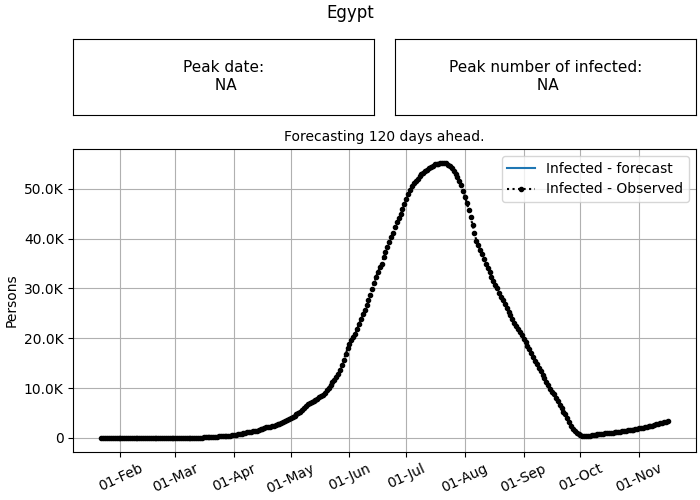 Egypt
Peak date:
NA
Peak number of infected:
NA
Forecasting 120 days ahead.
Infected - forecast
Infected - Observed
Persons
50.0K
40.0K
30.0K
20.0K
10.0K
0
01-Feb
01-Mar
01-Apr
01-May
01-Jun
01-Jul
01-Aug
01-Sep
01-Oct
01-Nov